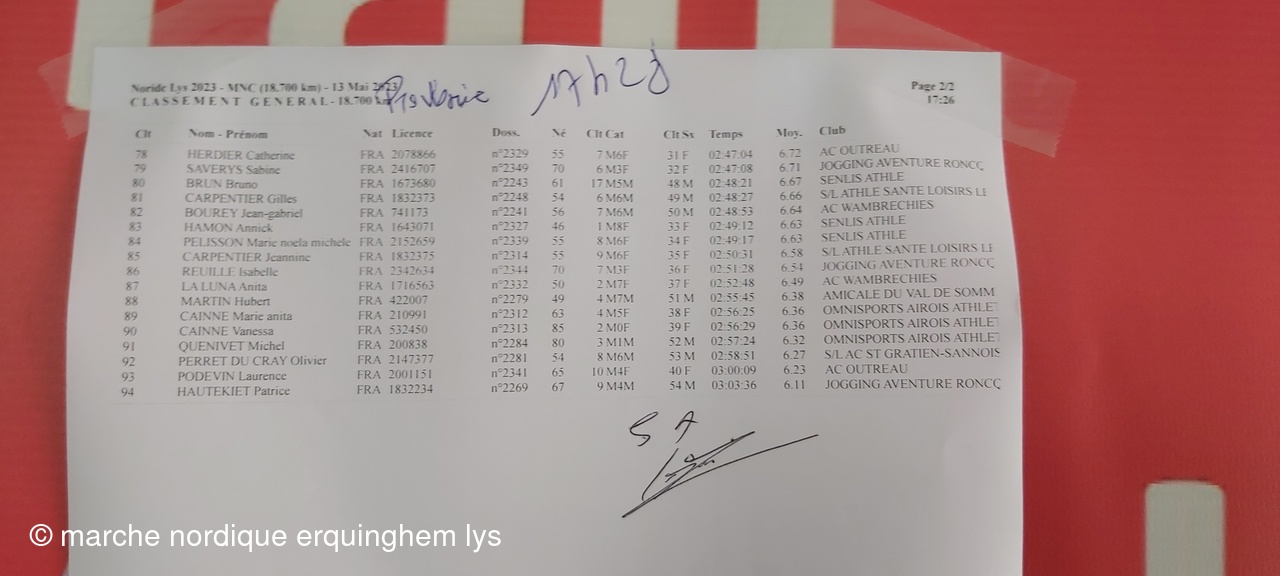 Noride Lys 2023 - MNC (18.700 km) - 13 Mai 2023 Page 2/2
CLASSEMENT GENERAL - 18.700 km 17:26
17h28
Clt Nom - Prénom Nat Licence Doss. Né Clt Cat Clt Sx Temps Moy. Club
78 HERDIER Catherine FRA 2078866 n°2329 55 7 M6F 31 F 02:47:04 6.72 AC OUTREAU
79 SAVERYS Sabine FRA 2416707 n°2349 70 6 M3F 32 F 02:47:08 6.71 JOGGING AVENTURE RONCQ
80 BRUN Bruno FRA 1673680 n°2243 61 17 M5M 48 M 02:48:21 6.67 SENLIS ATHLE
81 CARPENTIER Gilles FRA 1832373 n°2248 54 6 M6M 49 M 02:48:27 6.66 S/L ATHLE SANTE LOISIRS LI
82 BOUREY Jean-gabriel FRA 741173 n°2241 56 7 M6M 50 M 02:48:53 6.64 AC WAMBRECHIES
83 HAMON Annick FRA 1643071 n°2327 46 1 M8F 33 F 02:49:12 6.63 SENLIS ATHLE
84 PELISSON Marie noela michele FRA 2152659 n°2339 55 8 M6F 34 F 02:49:17 6.63 SENLIS ATHLE
85 CARPENTIER Jeannine FRA 1832375 n°2314 55 9 M6F 35 F 02:50:31 6.58 S/L ATHLE SANTE LOISIRS LI
86 REUILLE Isabelle FRA 2342634 n°2344 70 7 M3F 36 F 02:51:28 6.54 JOGGING AVENTURE RONCQ
87 LA LUNA Anita FRA 1716563 n°2332 50 2 M7F 37 F 02:52:48 6.49 AC WAMBRECHIES
88 MARTIN Hubert FRA 422007 n°2279 49 4 M7M 51 M 02:55:45 6.38 AMICALE DU VAL DE SOMM
89 CAINNE Marie anita FRA 210991 n°2312 63 4 M5F 38 F 02:56:25 6.36 OMNISPORTS AIROIS ATHLET
90 CAINNE Vanessa FRA 532450 n°2313 85 2 M0F 39 F 02:56:29 6.36 OMNISPORTS AIROIS ATHLET
91 QUENIVET Michel FRA 200838 n°2284 80 3 M1M 52 M 02:57:24 6.32 OMNISPORTS AIROIS ATHLET
92 PERRET DU CRAY Olivier FRA 2147377 n°2281 54 8 M6M 53 M 02:58:51 6.27 S/L AC ST GRATIEN-SANNOIS
93 PODEVIN Laurence FRA 2001151 n°2341 65 10 M4F 40 F 03:00:09 6.23 AC OUTREAU
94 HAUTEKIET Patrice FRA 1832234 n°2269 67 9 M4M 54 M 03:03:36 6.11 JOGGING AVENTURE RONCQ
S A
© marche nordique erquinghem lys